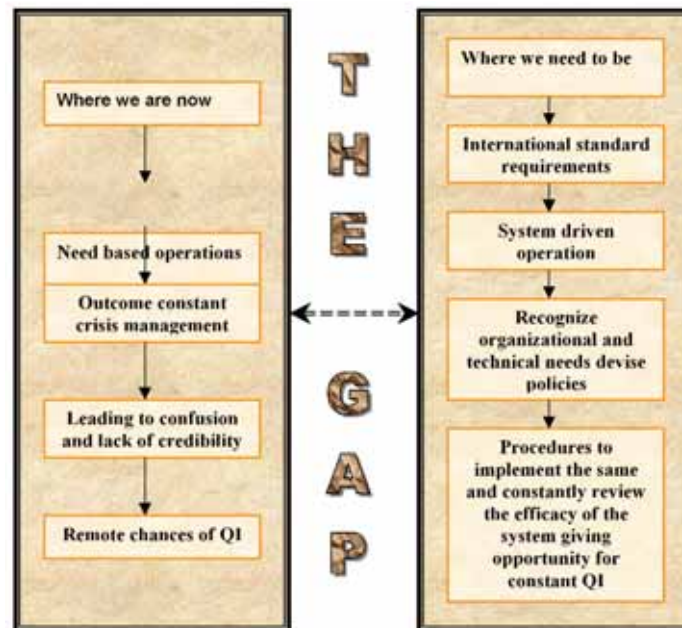 Where we are now
Need based operations
Outcome constant
crisis management
Leading to confusion
and lack of credibility
Remote chances of QI
T
H
E
G
A
P
Where we need to be
International standard
requirements
System driven
operation
Recognize
organizational and
technical needs devise
policies
Procedures to
implement the same
and constantly review
the efficacy of the
system giving
opportunity for
constant QI